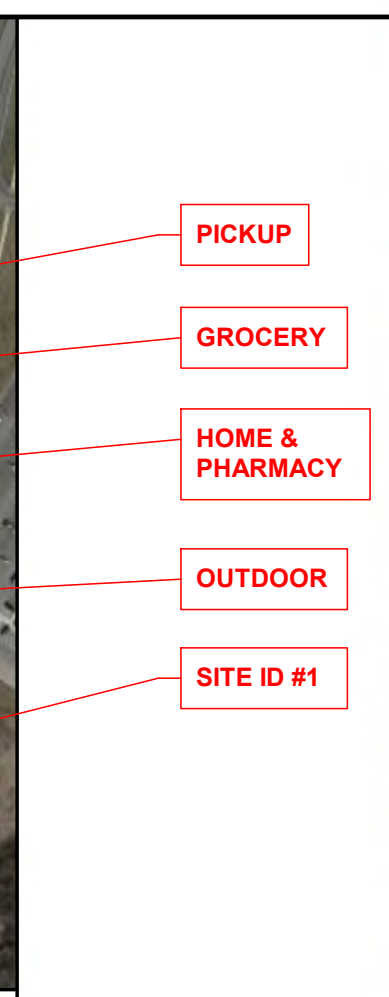 PICKUP
GROCERY
HOME &
PHARMACY
OUTDOOR
SITE ID #1